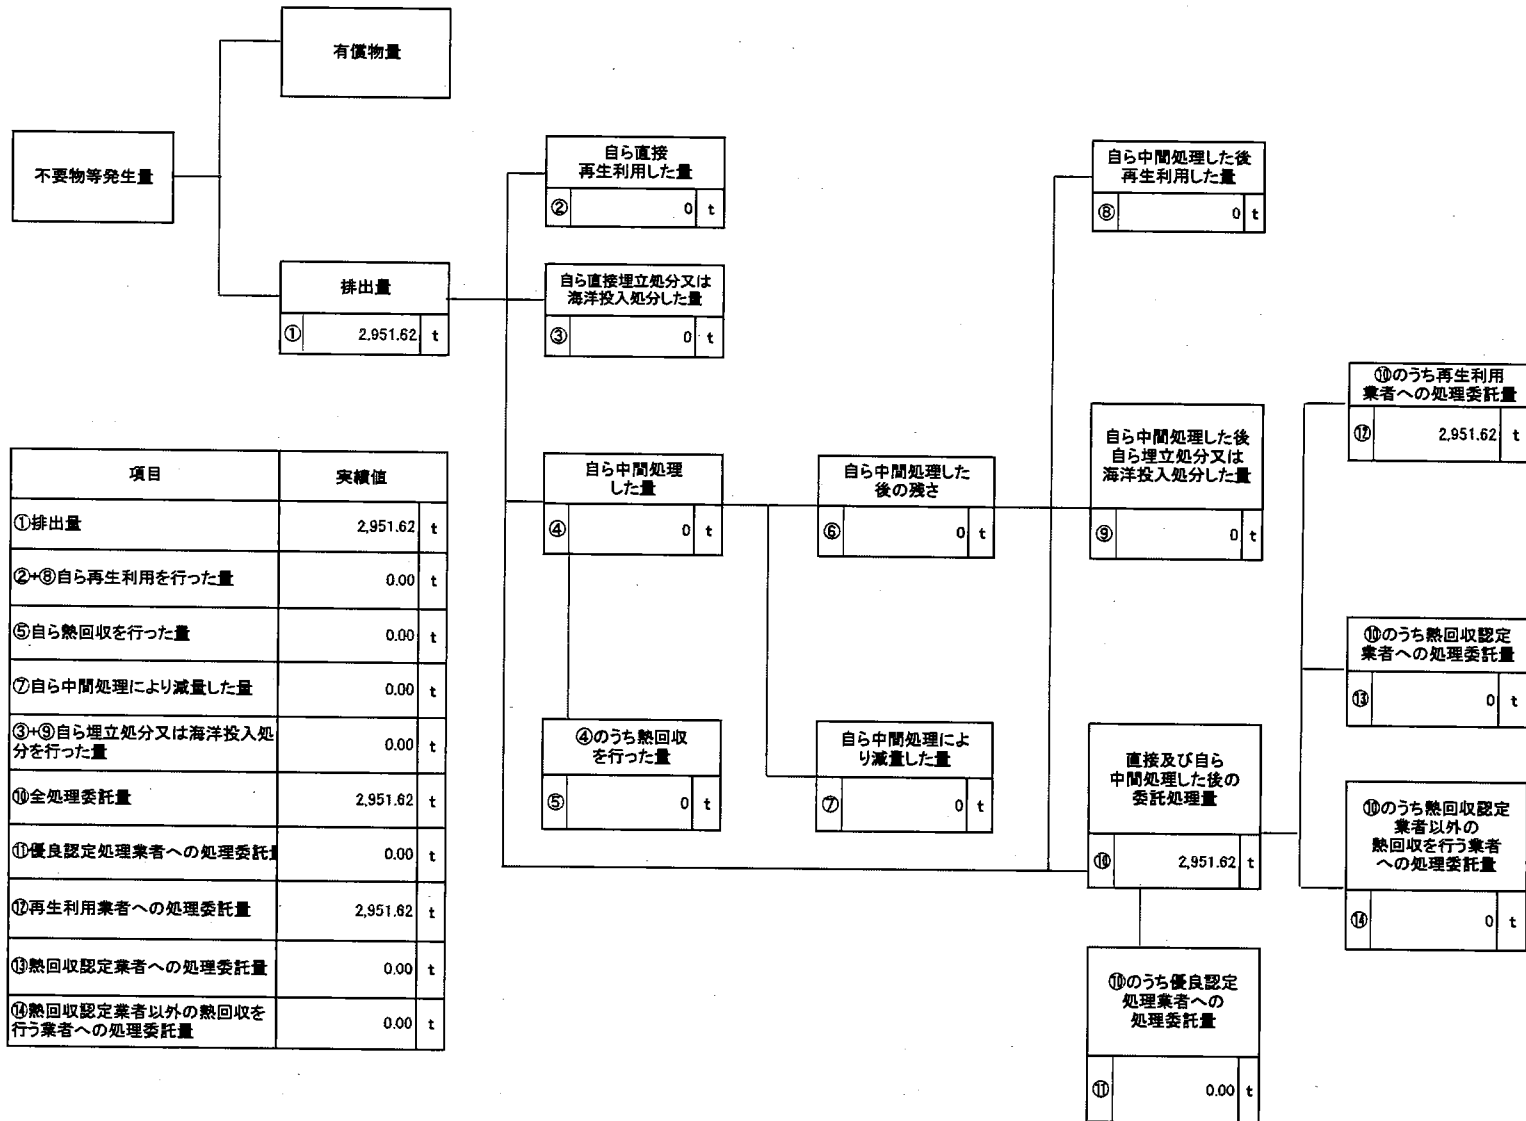 有償物量
不要物等発生量
排出量
① 2,951.62 t
自ら直接
再生利用した量
② 0 t
自ら直接埋立処分又は
海洋投入処分した量
③ 0 t
自ら中間処理
した量
④ 0 t
④のうち熱回収
を行った量
⑤ 0 t
自ら中間処理した
後の残さ
⑥ 0 t
自ら中間処理によ
り減量した量
⑦ 0 t
自ら中間処理した後
再生利用した量
⑧ 0 t
自ら中間処理した後
自ら埋立処分又は
海洋投入処分した量
⑨ 0 t
直接及び自ら
中間処理した後の
委託処理量
⑩ 2,951.62 t
⑩のうち優良認定
処理業者への
処理委託量
⑪ 0.00 t
⑩のうち再生利用
業者への処理委託量
⑫ 2,951.62 t
⑩のうち熱回収認定
業者への処理委託量
⑬ 0 t
⑩のうち熱回収認定
業者以外の
熱回収を行う業者
への処理委託量
⑭ 0 t
項目 実績値
①排出量 2,951.62 t
②+⑧自ら再生利用を行った量 0.00 t
⑤自ら熱回収を行った量 0.00 t
⑦自ら中間処理により減量した量 0.00 t
③+⑨自ら埋立処分又は海洋投入処
分を行った量 0.00 t
⑩全処理委託量 2,951.62 t
⑪優良認定処理業者への処理委託量 0.00 t
⑫再生利用業者への処理委託量 2,951.62 t
⑬熱回収認定業者への処理委託量 0.00 t
⑭熱回収認定業者以外の熱回収を
行う業者への処理委託量 0.00 t